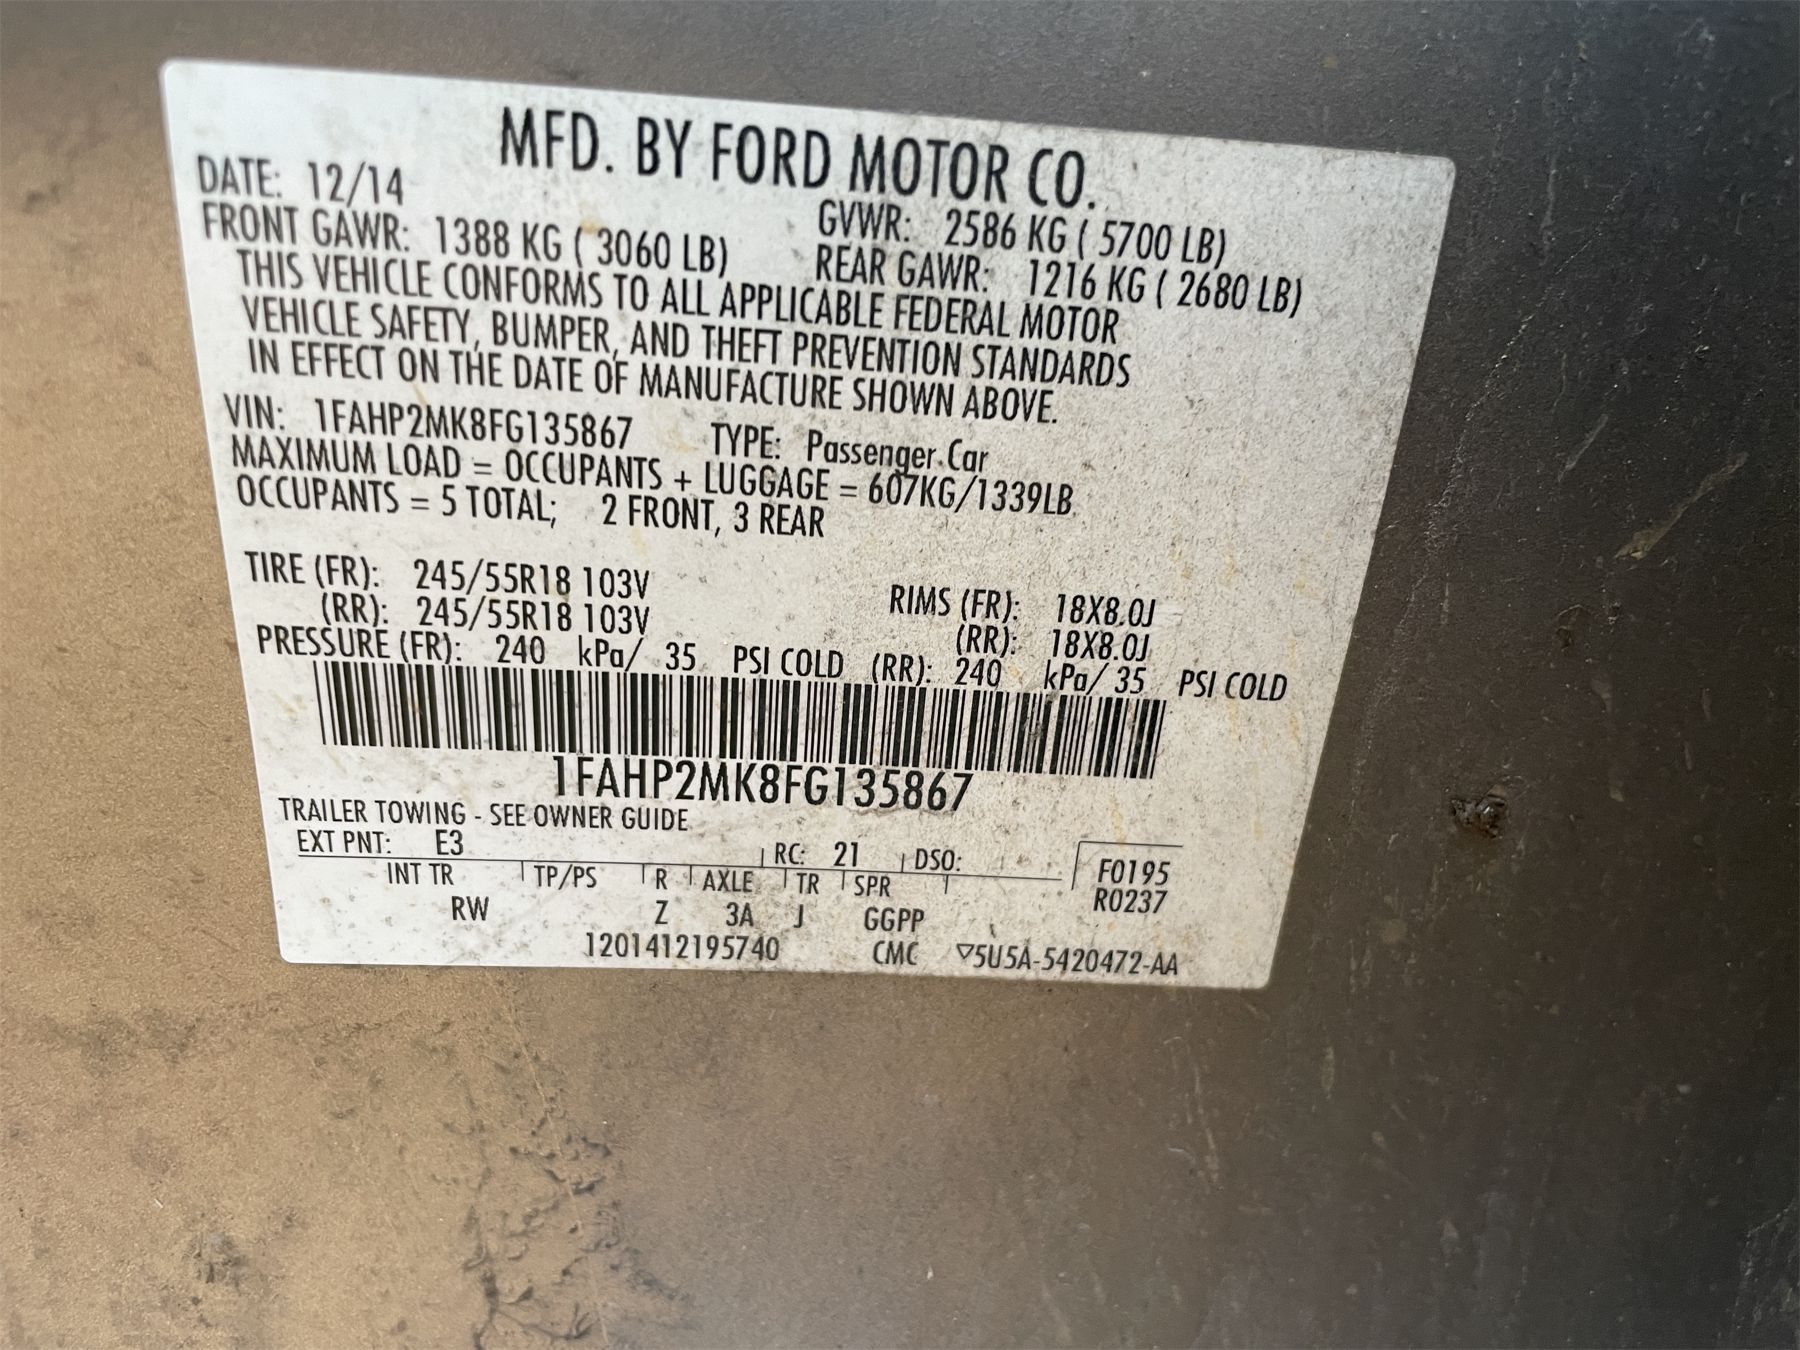 MFD. BY FORD MOTOR CO.
DATE: 12/14 GVWR: 2586 KG ( 5700 LB)
FRONT GAWR: 1388 KG ( 3060 LB) REAR GAWR: 1216 KG ( 2680 LB)
THIS VEHICLE CONFORMS TO ALL APPLICABLE FEDERAL MOTOR
VEHICLE SAFETY, BUMPER, AND THEFT PREVENTION STANDARDS
IN EFFECT ON THE DATE OF MANUFACTURE SHOWN ABOVE.
VIN: 1FAHP2MK8FG135867 TYPE: Passenger Car
MAXIMUM LOAD = OCCUPANTS + LUGGAGE = 607KG/1339LB
OCCUPANTS = 5 TOTAL; 2 FRONT, 3 REAR
TIRE (FR): 245/55R18 103V RIMS (FR): 18X8.0J
(RR): 245/55R18 103V (RR): 18X8.0J
PRESSURE (FR): 240 kPa/ 35 PSI COLD (RR): 240 kPa/ 35 PSI COLD
1FAHP2MK8FG135867
TRAILER TOWING - SEE OWNER GUIDE
EXT PNT: E3 RC: 21 DSO: F0195
INT TR TP/PS R AXLE TR SPR R0237
RW Z 3A J GGPP
1201412195740 CMC ▽5U5A-5420472-AA